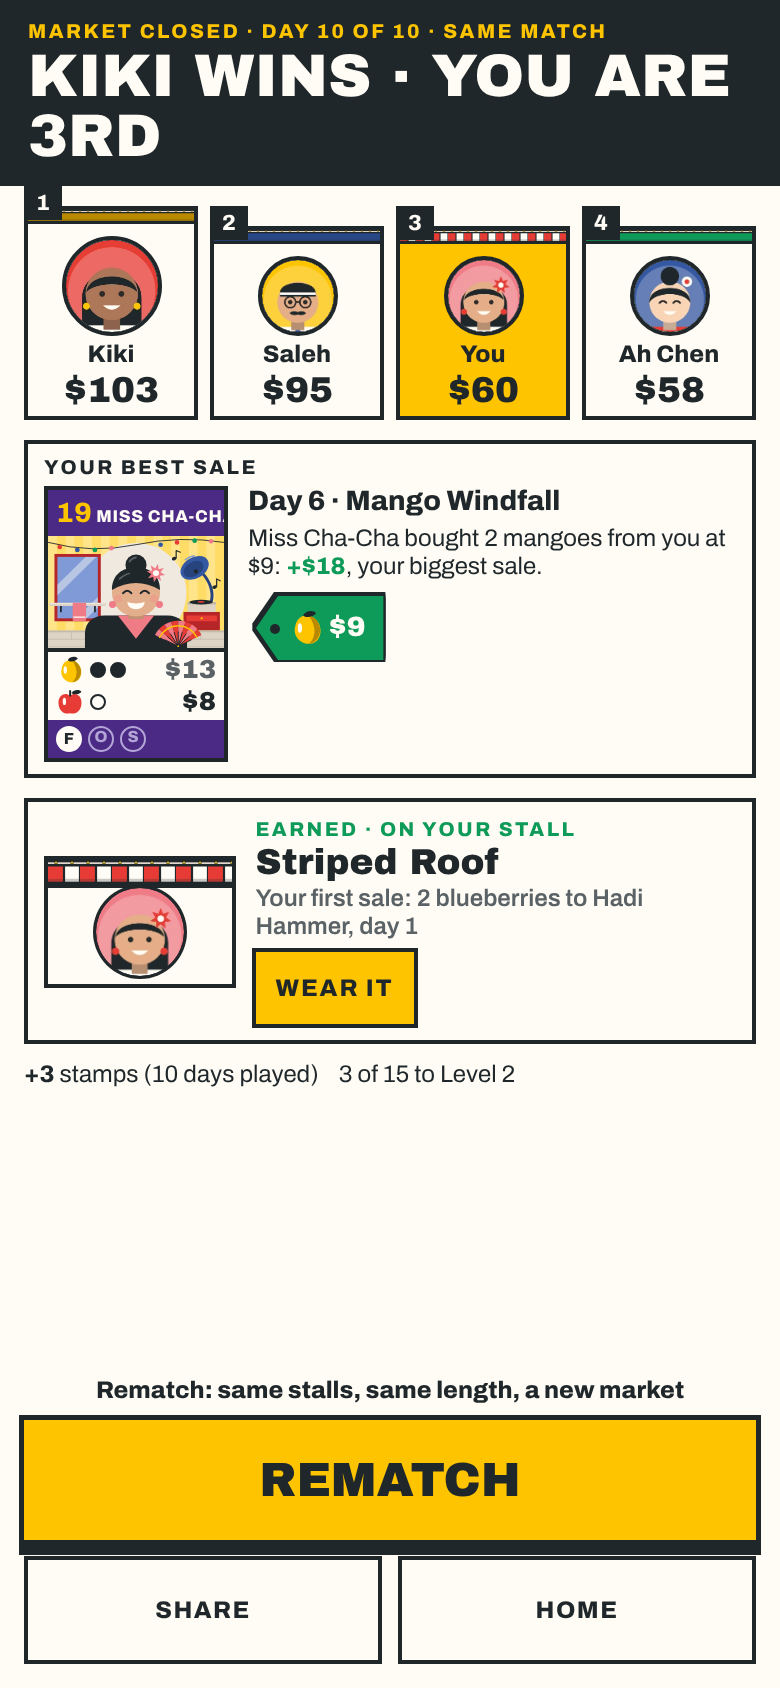 MARKET CLOSED · DAY 10 OF 10 · SAME MATCH
KIKI WINS · YOU ARE
3RD
1
2
3
4
Kiki
Saleh
You
Ah Chen
$103
$95
$60
$58
YOUR BEST SALE
19 MISS CHA-CH
$13
$8
F O S
Day 6 · Mango Windfall
Miss Cha-Cha bought 2 mangoes from you at
$9: +$18, your biggest sale.
$9
EARNED · ON YOUR STALL
Striped Roof
Your first sale: 2 blueberries to Hadi
Hammer, day 1
WEAR IT
+3 stamps (10 days played) 3 of 15 to Level 2
Rematch: same stalls, same length, a new market
REMATCH
SHARE
HOME